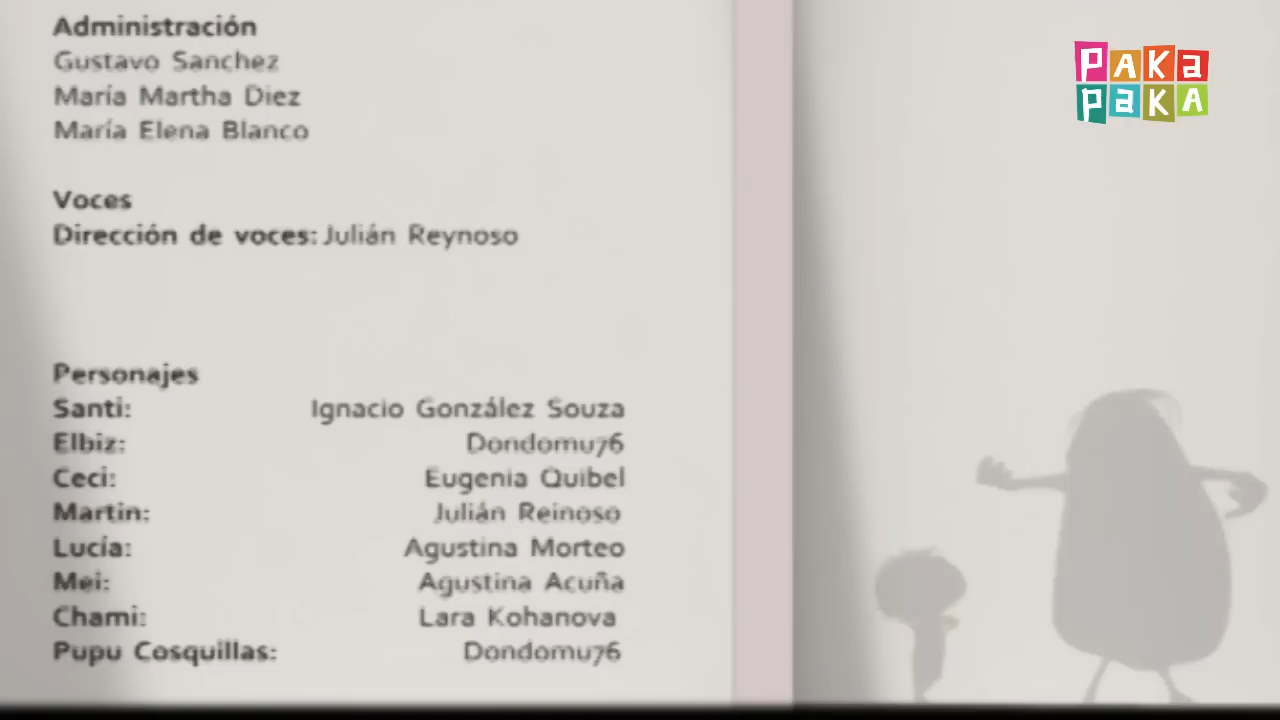 Administración
Gustavo Sanchez
María Martha Diez
María Elena Blanco
Voces
Dirección de voces: Julián Reynoso
Personajes
Santi: Ignacio González Souza
Elbiz: Dondomu76
Ceci: Eugenia Quibel
Martin: Julián Reinoso
Lucía: Agustina Morteo
Mei: Agustina Acuña
Chami: Lara Kohanova
Pupu Cosquillas: Dondomu76
PAKa
PaKA